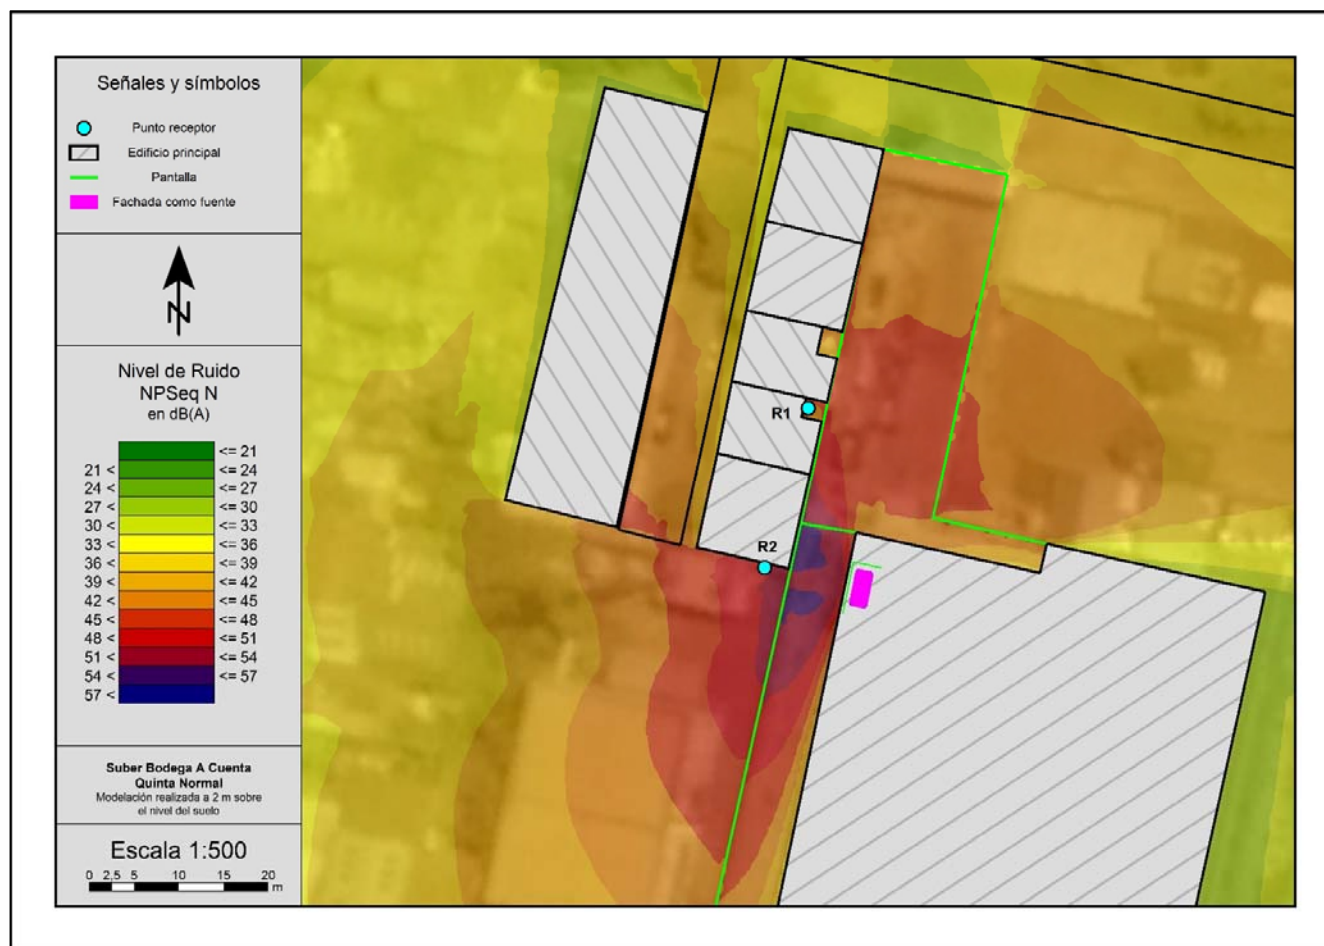 Señales y símbolos
Punto receptor
Edificio principal
Pantalla
Fachada como fuente
N
Nivel de Ruido
NPSeq N
en dB(A)
<= 21
21 < <= 24
24 < <= 27
27 < <= 30
30 < <= 33
33 < <= 36
36 < <= 39
39 < <= 42
42 < <= 45
45 < <= 48
48 < <= 51
51 < <= 54
54 < <= 57
57 <
Suber Bodega A Cuenta
Quinta Normal
Modelación realizada a 2 m sobre
el nivel del suelo
Escala 1:500
0 2,5 5 10 15 20
m
R1
R2